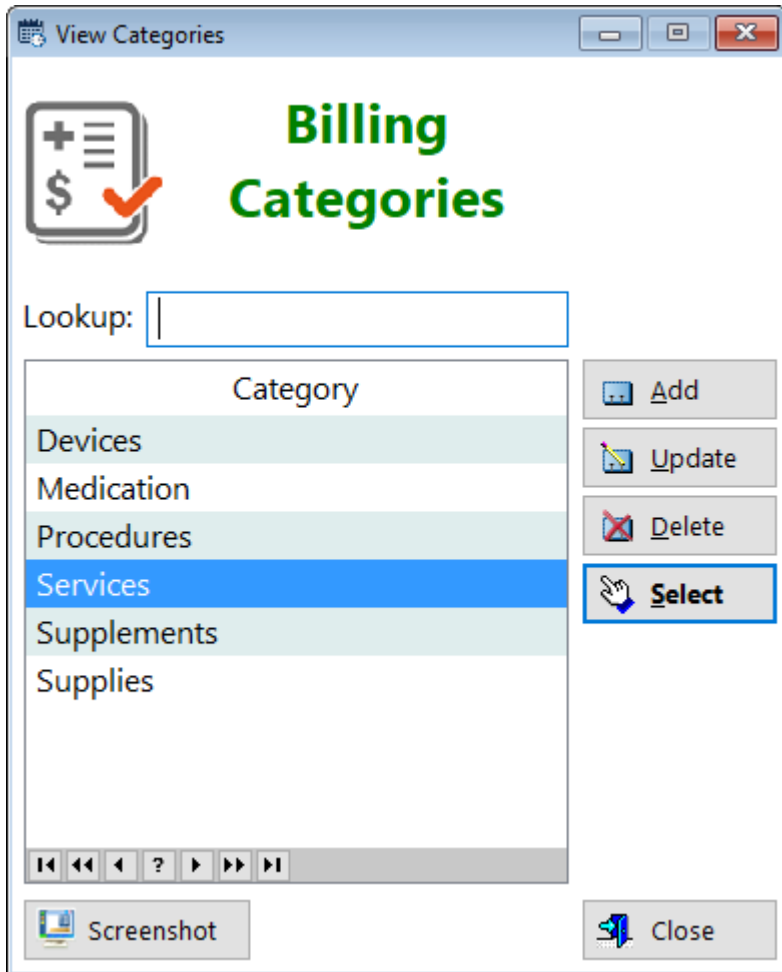 View Categories
Billing
Categories
Lookup:
Category
Devices
Medication
Procedures
Services
Supplements
Supplies
Add
Update
Delete
Select
?
Screenshot
Close